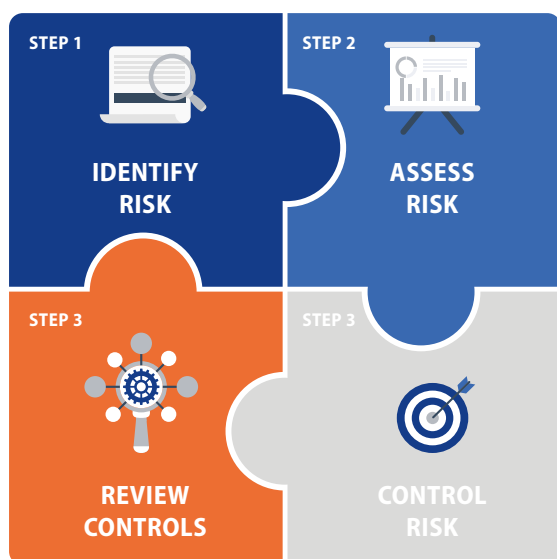 STEP 1
IDENTIFY
RISK
STEP 2
ASSESS
RISK
STEP 3
REVIEW
CONTROLS
STEP 3
CONTROL
RISK